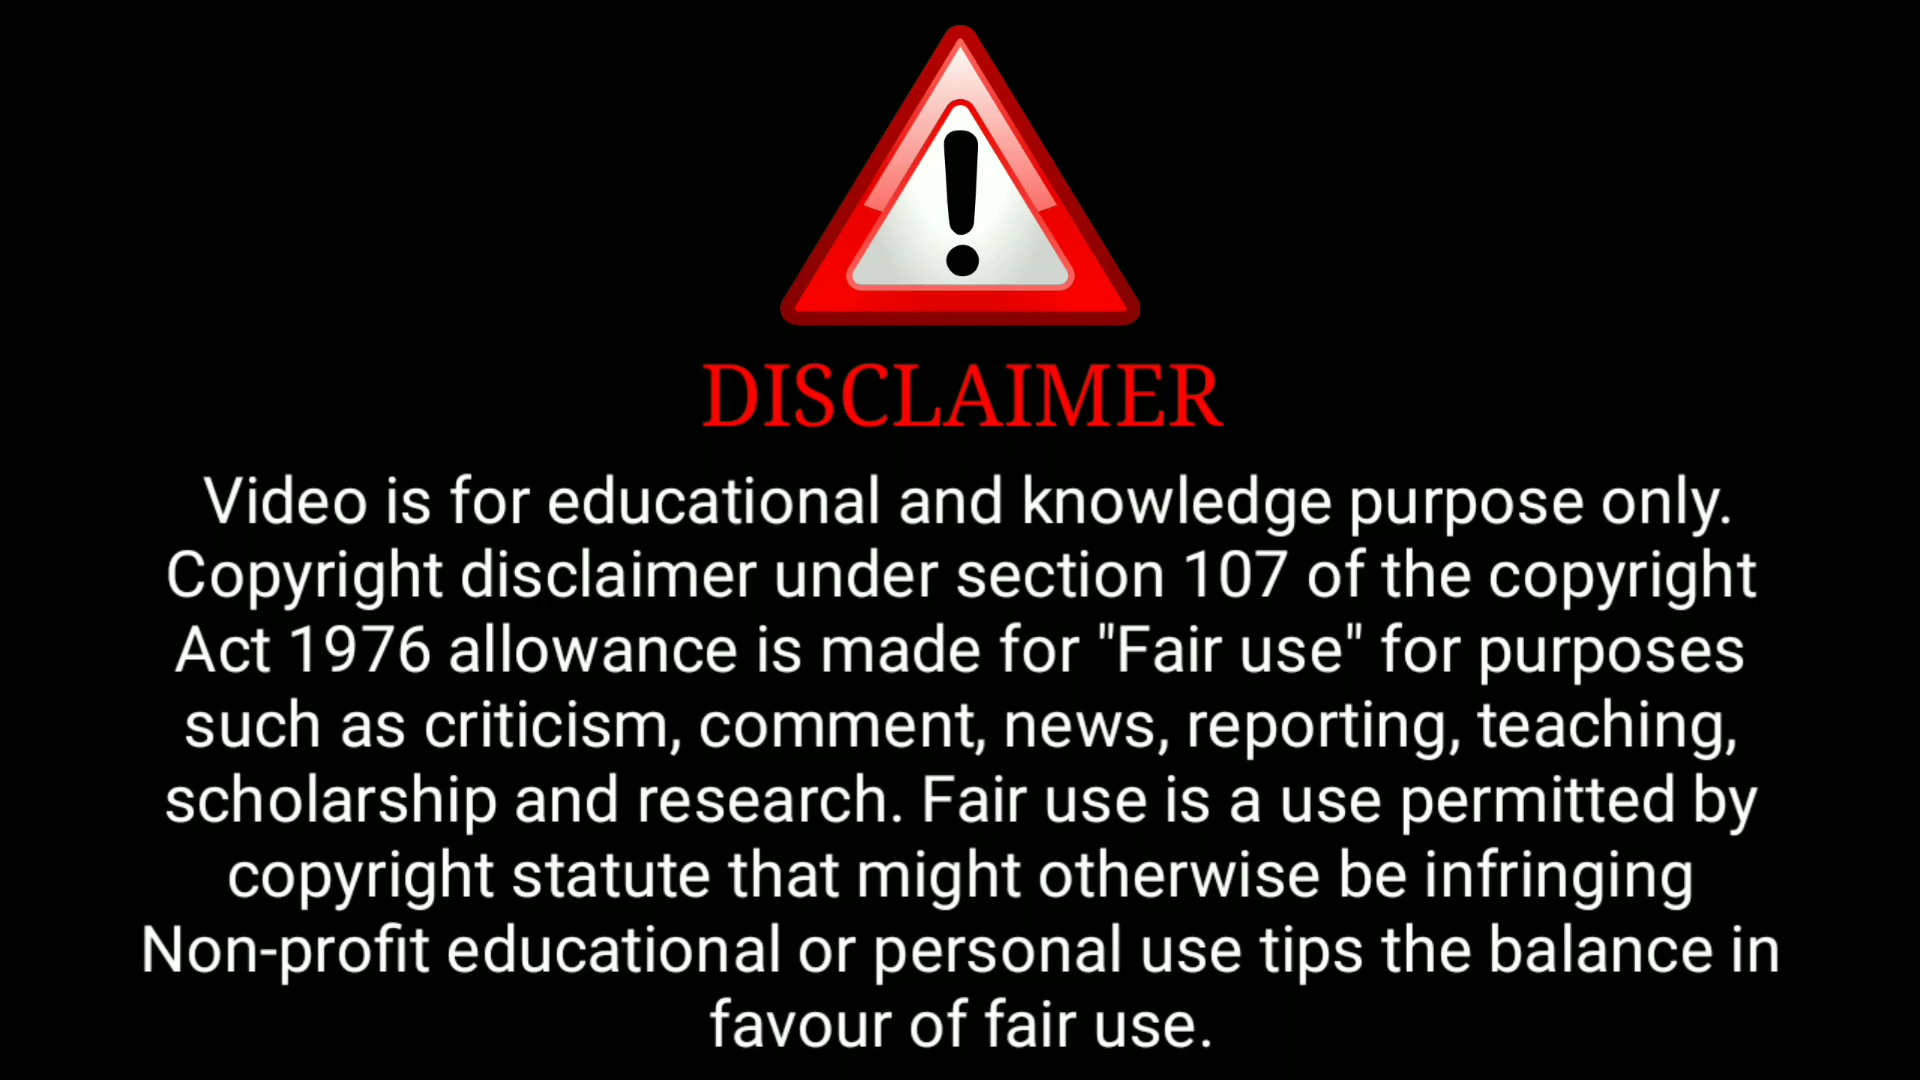 DISCLAIMER
Video is for educational and knowledge purpose only.
Copyright disclaimer under section 107 of the copyright
Act 1976 allowance is made for "Fair use" for purposes
such as criticism, comment, news, reporting, teaching,
scholarship and research. Fair use is a use permitted by
copyright statute that might otherwise be infringing
Non-profit educational or personal use tips the balance in
favour of fair use.